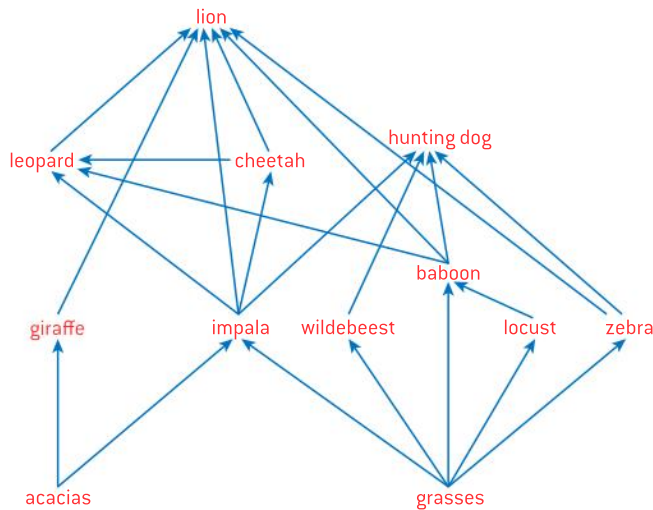 lion
hunting dog
leopard
cheetah
baboon
giraffe
impala
wildebeest
locust
zebra
acacias
grasses